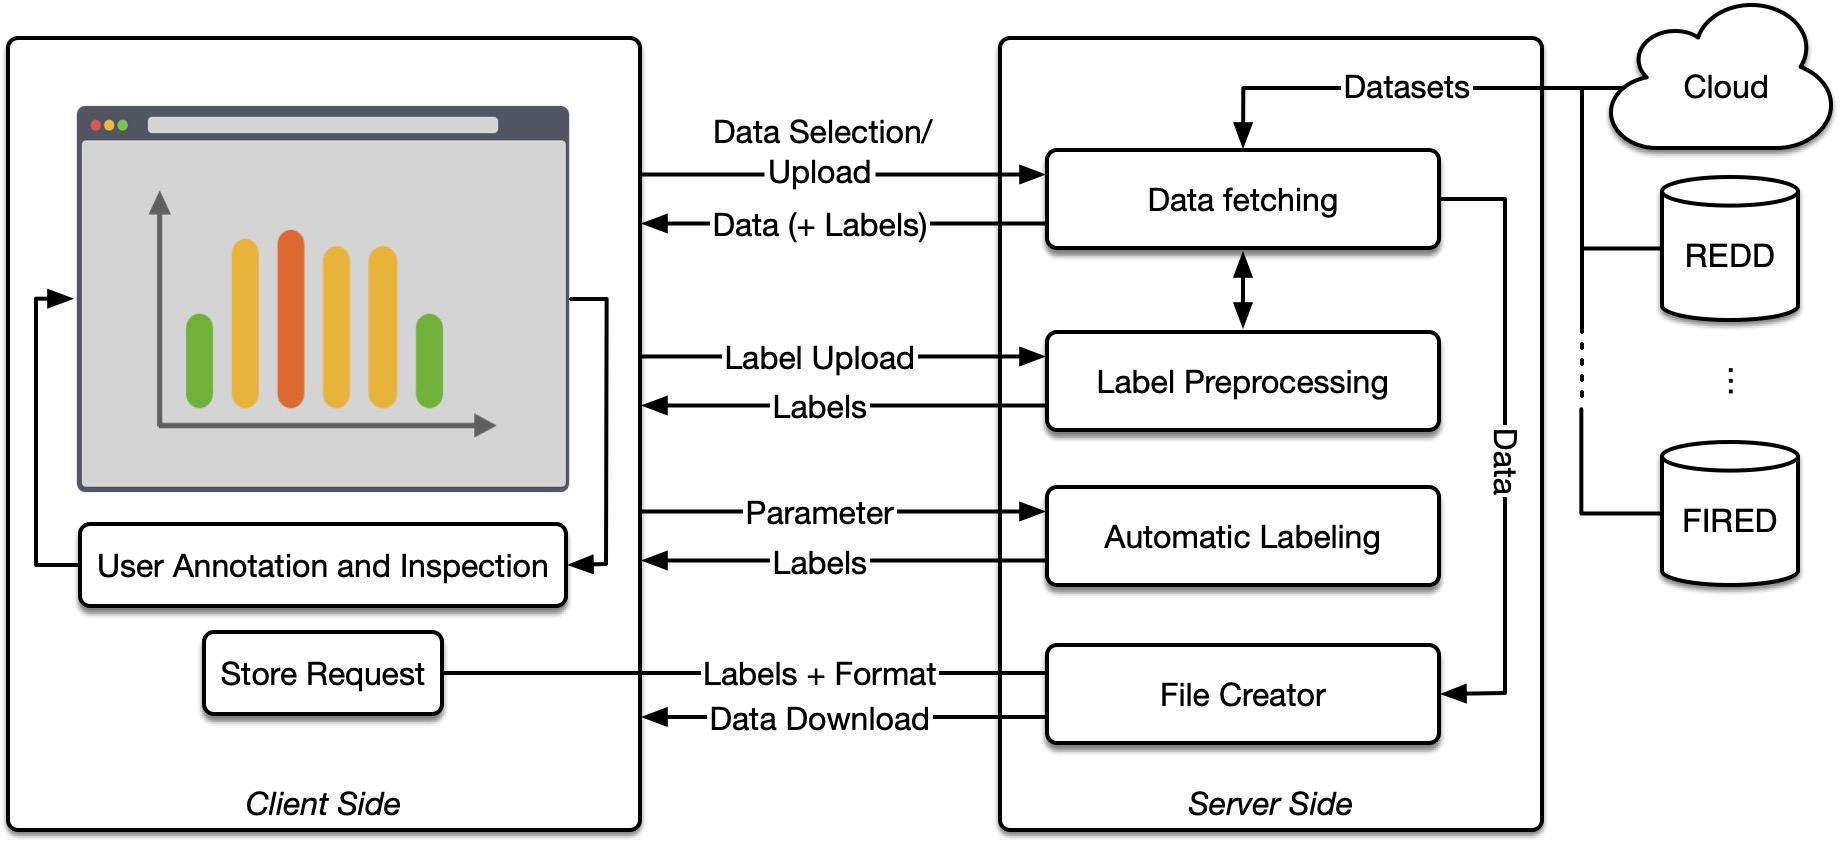 Datasets
Cloud
Data Selection/
Upload
Data fetching
Data (+ Labels)
REDD
Label Upload
Label Preprocessing
Labels
⋮
Data
Parameter
Automatic Labeling
FIRED
User Annotation and Inspection
Labels
Store Request
Labels + Format
File Creator
Data Download
Client Side
Server Side